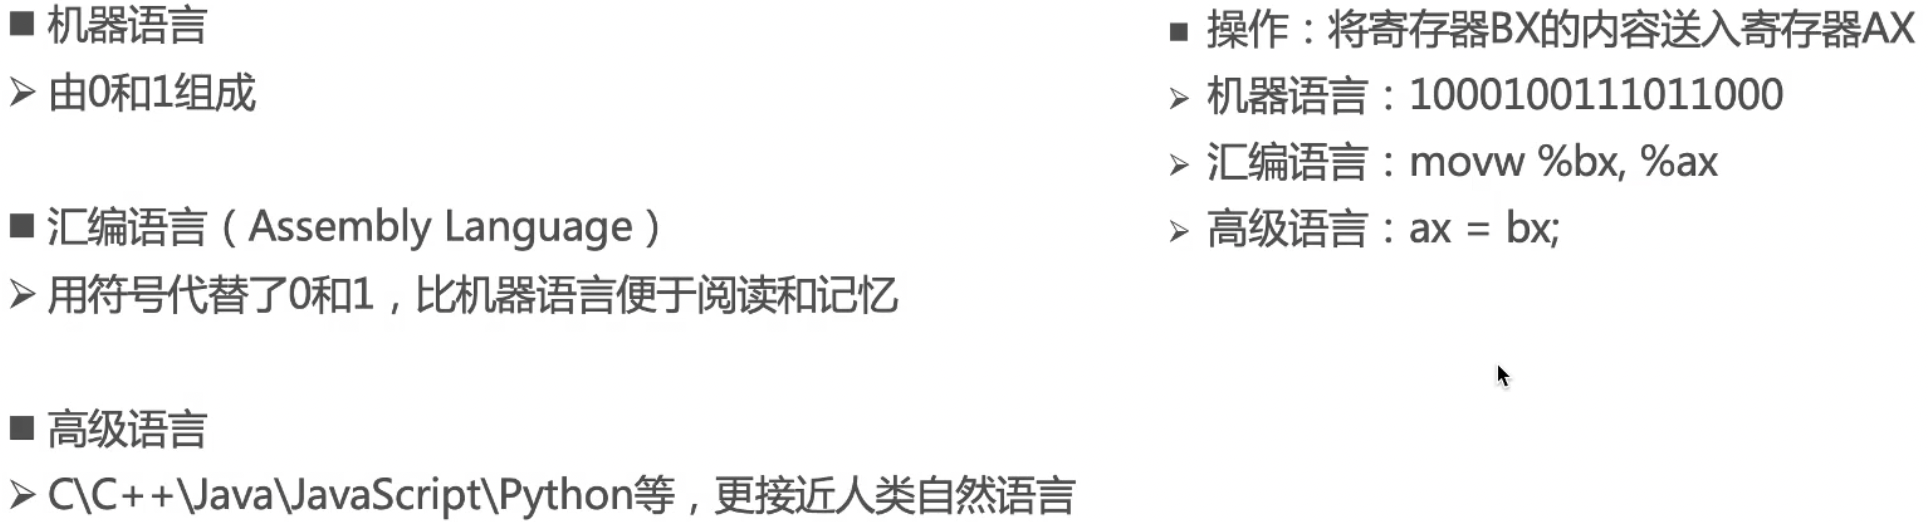 ■ 机器语言
➢ 由0和1组成
■ 汇编语言（Assembly Language）
➢ 用符号代替了0和1，比机器语言便于阅读和记忆
■ 高级语言
➢ C\C++\Java\JavaScript\Python等，更接近人类自然语言
■ 操作：将寄存器BX的内容送入寄存器AX
➢ 机器语言：1000100111011000
➢ 汇编语言：movw %bx, %ax
➢ 高级语言：ax = bx;